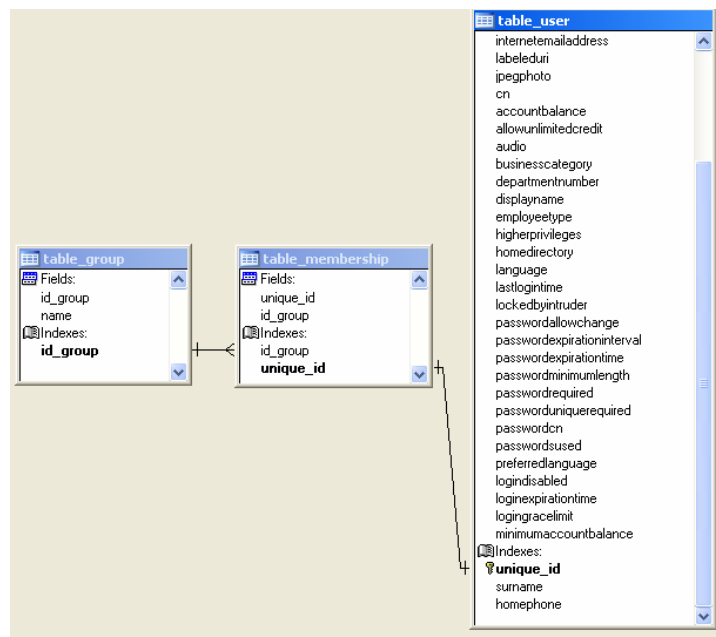 table_user
internetemailaddress
labeleduri
jpegphoto
cn
accountbalance
allowunlimitedcredit
audio
businesscategory
departmentnumber
displayname
employeetype
higherprivileges
homedirectory
language
lastlogintime
lockedbyintruder
passwordallowchange
passwordexpirationinterval
passwordexpirationtime
passwordminimumlength
passwordrequired
passworduniquerequired
passwordcn
passwordsused
preferredlanguage
logindisabled
loginexpirationtime
logingracelimit
minimumaccountbalance
Indexes:
unique_id
surname
homephone
table_group
Fields:
id_group
name
Indexes:
id_group
table_membership
Fields:
unique_id
id_group
Indexes:
id_group
unique_id